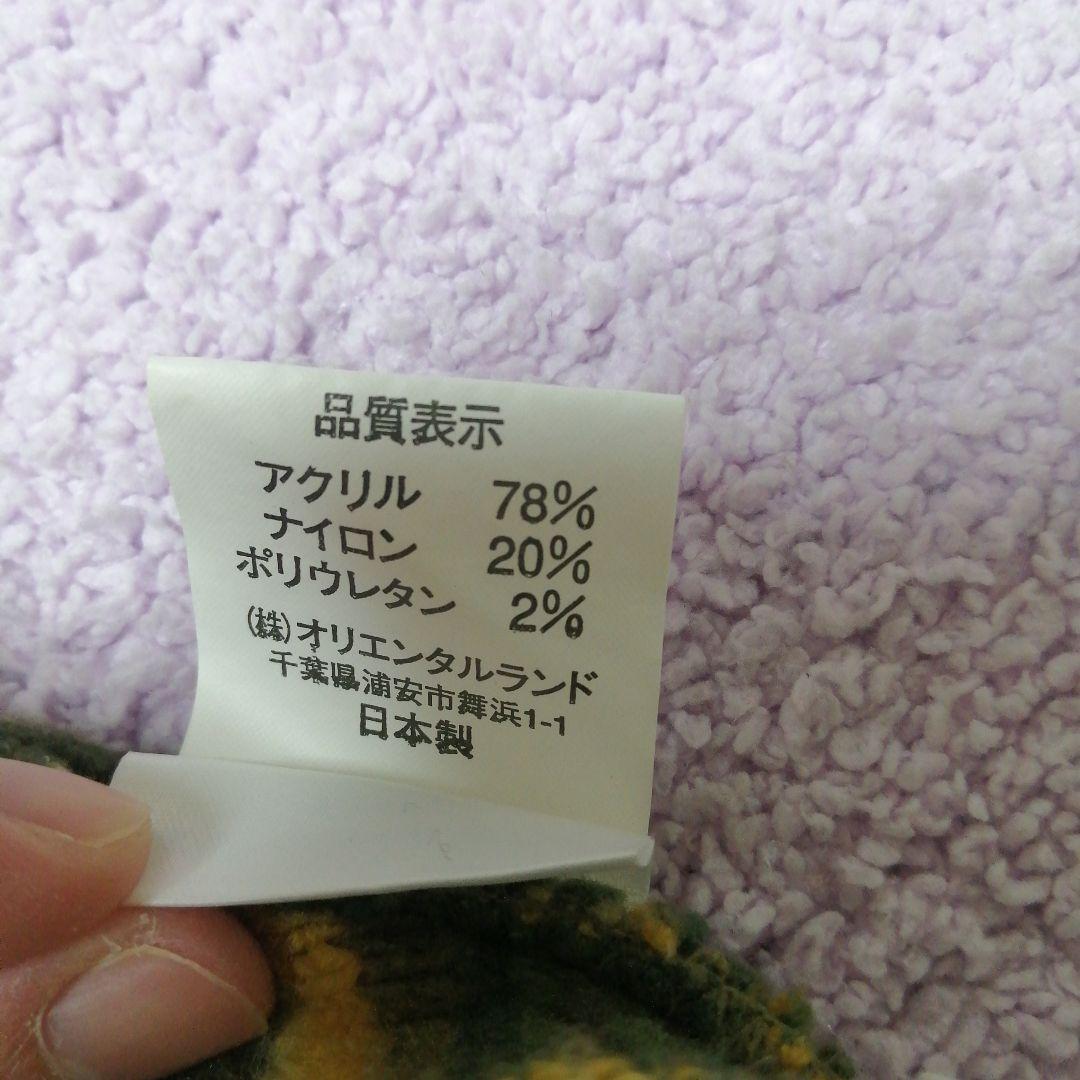 品質表示
アクリル 78%
ナイロン 20%
ポリウレタン 2%
(株)オリエンタルランド
千葉県浦安市舞浜1-1
日本製